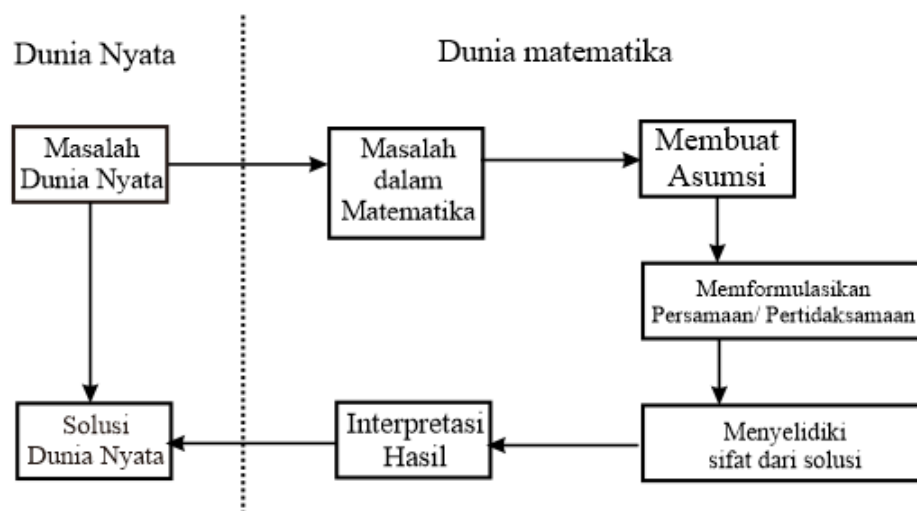 Dunia Nyata
Dunia matematika
Masalah
Dunia Nyata
Masalah
dalam
Matematika
Membuat
Asumsi
Memformulasikan
Persamaan/ Pertidaksamaan
Menyelidiki
sifat dari solusi
Interpretasi
Hasil
Solusi
Dunia Nyata